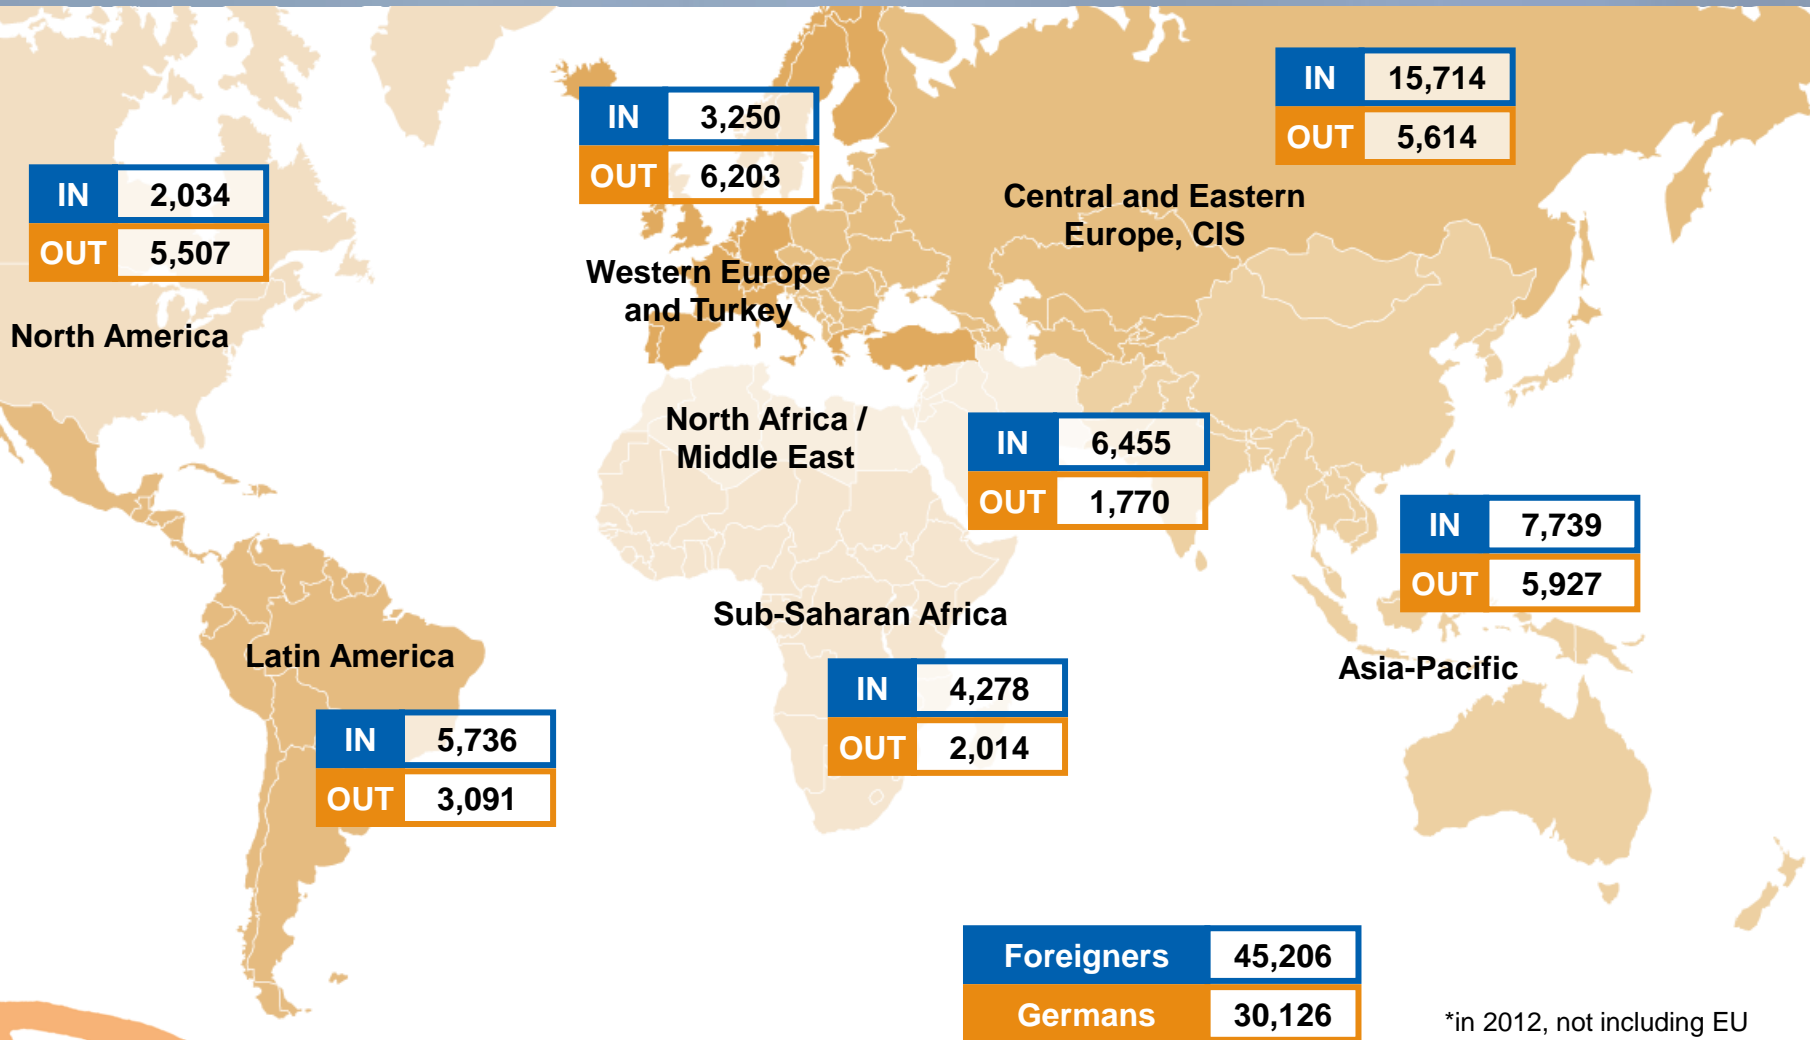 IN 15,714
OUT 5,614
IN 3,250
OUT 6,203
IN 2,034
OUT 5,507
Central and Eastern
Europe, CIS
Western Europe
and Turkey
North America
North Africa /
Middle East
IN 6,455
OUT 1,770
IN 7,739
OUT 5,927
Sub-Saharan Africa
Latin America
Asia-Pacific
IN 4,278
OUT 2,014
IN 5,736
OUT 3,091
Foreigners 45,206
Germans 30,126
*in 2012, not including EU